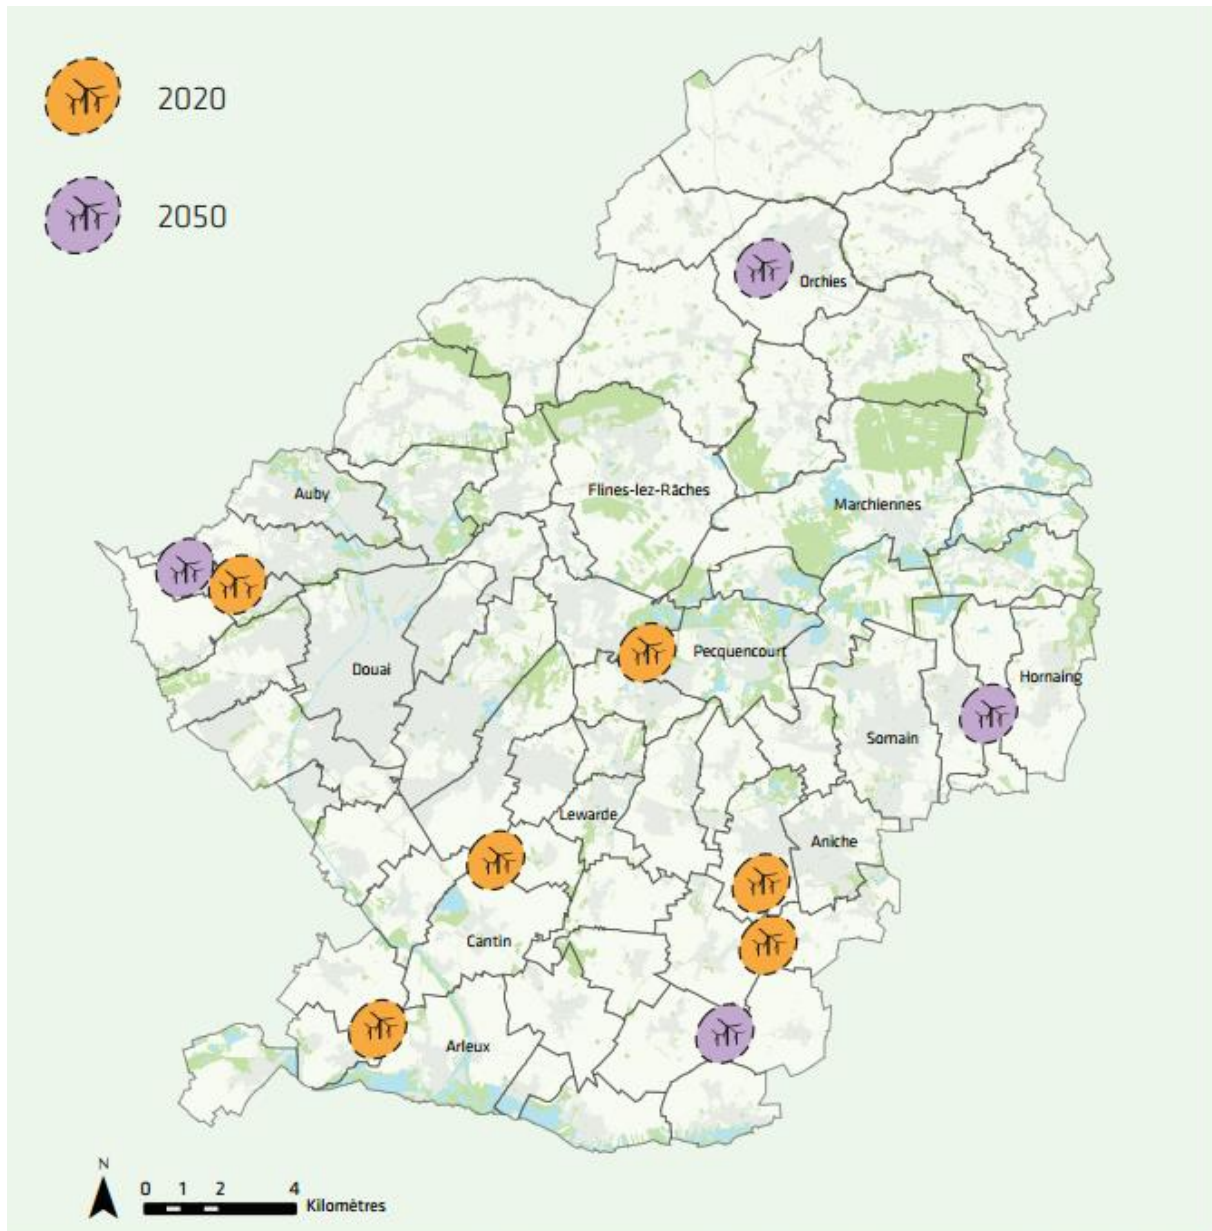 2020
2050
Orchies
Auby
Flines-lez-Râches
Marchiennes
Pecquencourt
Douai
Hornaing
Somain
Lewarde
Aniche
Cantin
Arleux
N
0 1 2 4
Kilomètres